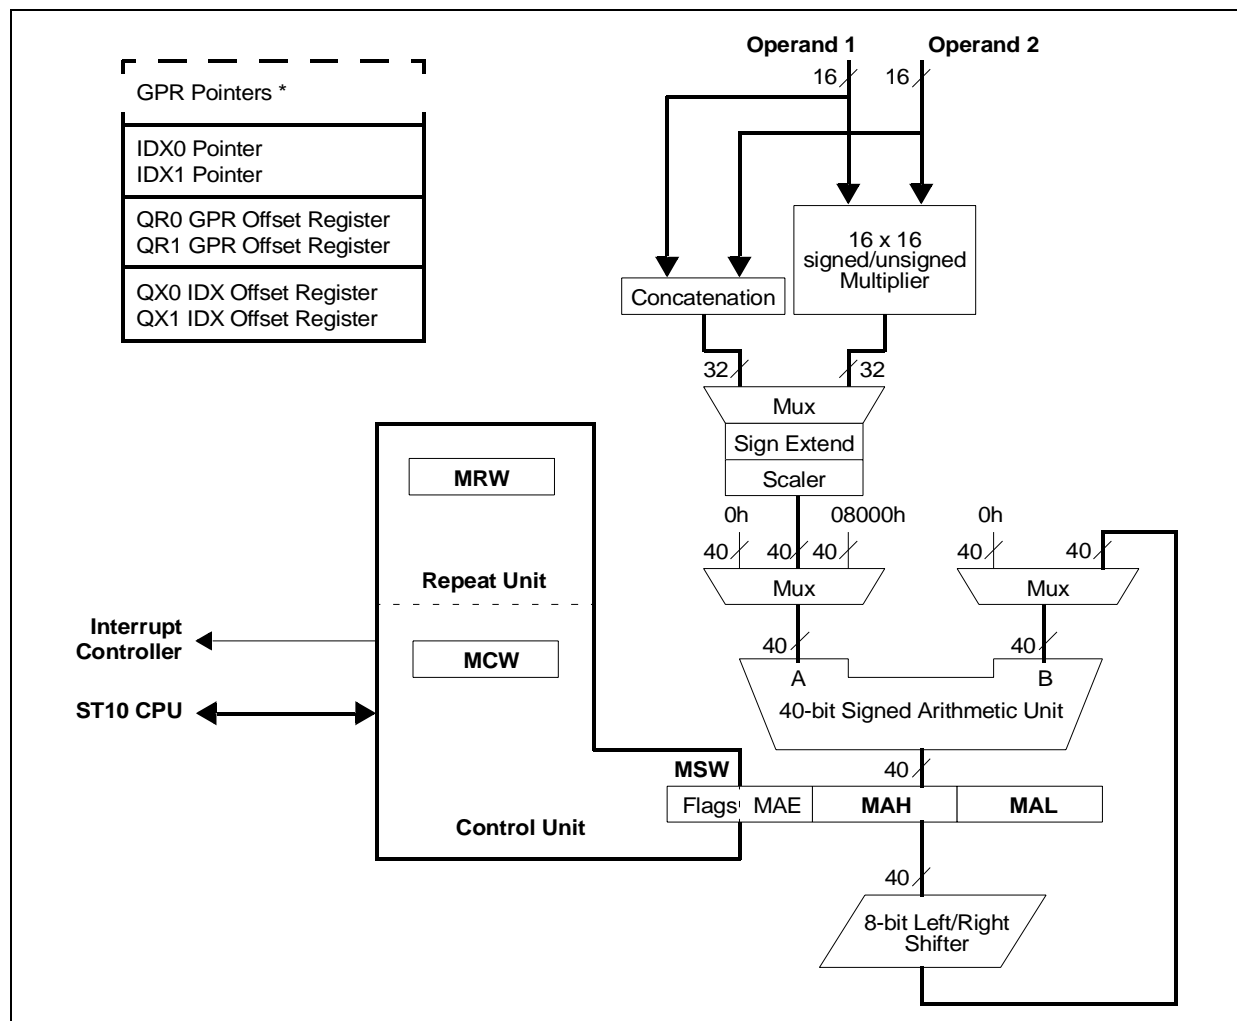 Operand 1
Operand 2
16
16
GPR Pointers *
IDX0 Pointer
IDX1 Pointer
QR0 GPR Offset Register
QR1 GPR Offset Register
QX0 IDX Offset Register
QX1 IDX Offset Register
16 x 16
signed/unsigned
Multiplier
Concatenation
32
32
Mux
Sign Extend
Scaler
0h
08000h
0h
40
40
40
40
40
Mux
Mux
40
40
A
B
40-bit Signed Arithmetic Unit
MRW
Repeat Unit
Interrupt
Controller
MCW
ST10 CPU
MSW
40
Flags
MAE
MAH
MAL
Control Unit
40
8-bit Left/Right
Shifter